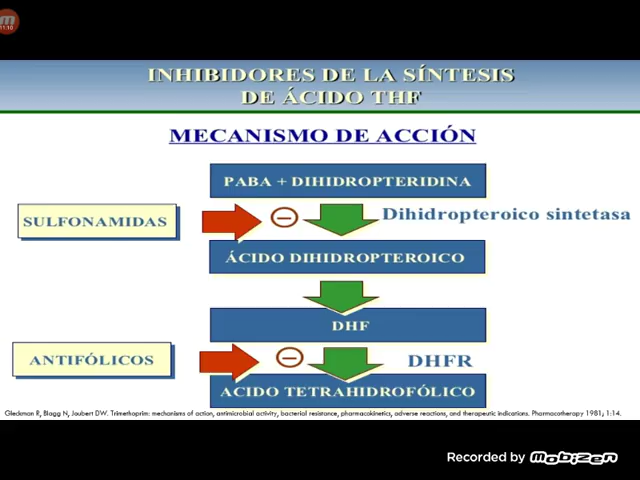 11:10
INHIBIDORES DE LA SÍNTESIS
DE ÁCIDO THF
MECANISMO DE ACCIÓN
PABA + DIHIDROPTERIDINA
SULFONAMIDAS
Dihidropteroico sintetasa
ÁCIDO DIHIDROPTEROICO
DHF
ANTIFÓLICOS
DHFR
ACIDO TETRAHIDROFÓLICO
Gleckman R, Blagg N, Joubert DW. Trimethoprim: mechanisms of action, antimicrobial activity, bacterial resistance, pharmacokinetics, adverse reactions, and therapeutic indications. Pharmacotherapy 1981; 1:14.
Recorded by Mobizen